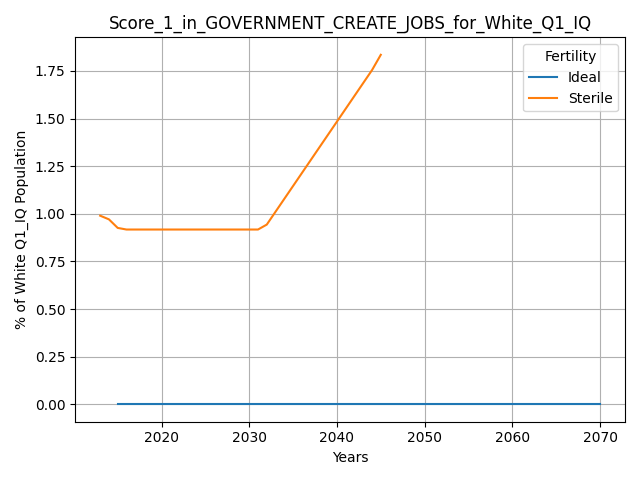 Score_1_in_GOVERNMENT_CREATE_JOBS_for_White_Q1_IQ
Fertility
Ideal
Sterile
% of White Q1_IQ Population
1.75
1.50
1.25
1.00
0.75
0.50
0.25
0.00
2020 2030 2040 2050 2060 2070
Years